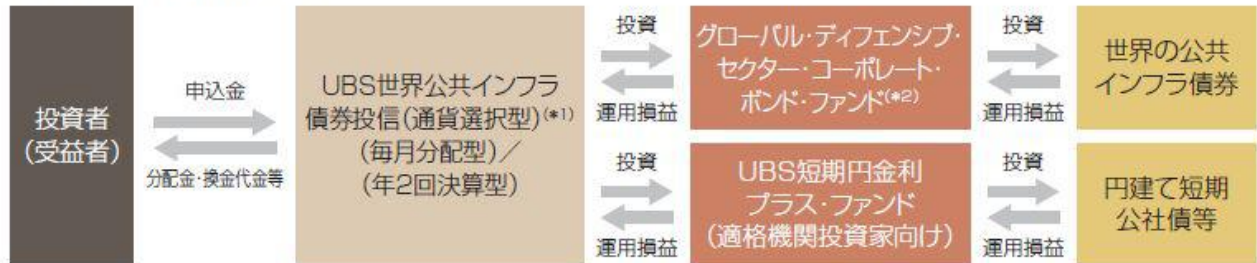 投資者
(受益者)
申込金
分配金・換金代金等
UBS世界公共インフラ
債券投信(通貨選択型)(*1)
(毎月分配型)／
(年2回決算型)
投資
運用損益
グローバル・ディフェンシブ・
セクター・コーポレート・
ボンド・ファンド(*2)
投資
運用損益
世界の公共
インフラ債券
投資
運用損益
UBS短期円金利
プラス・ファンド
(適格機関投資家向け)
投資
運用損益
円建て短期
公社債等